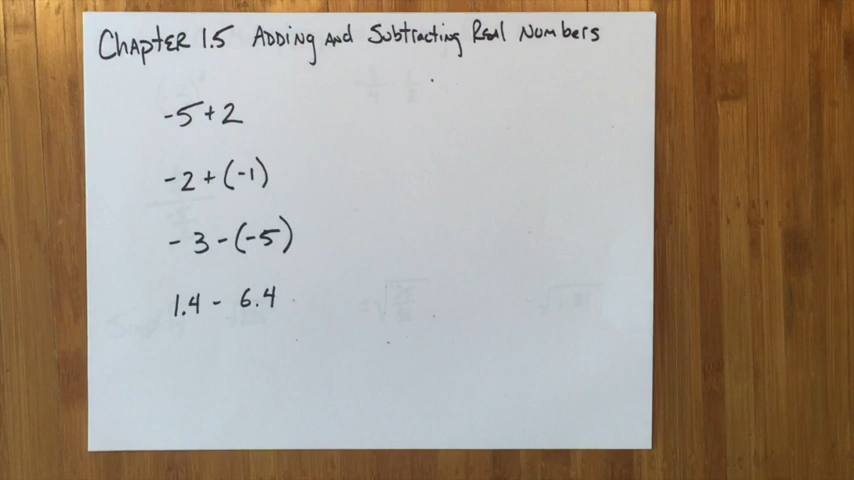 Chapter 1.5 Adding and Subtracting Real Numbers
-5+2
-2+(-1)
-3-(-5)
1.4 - 6.4